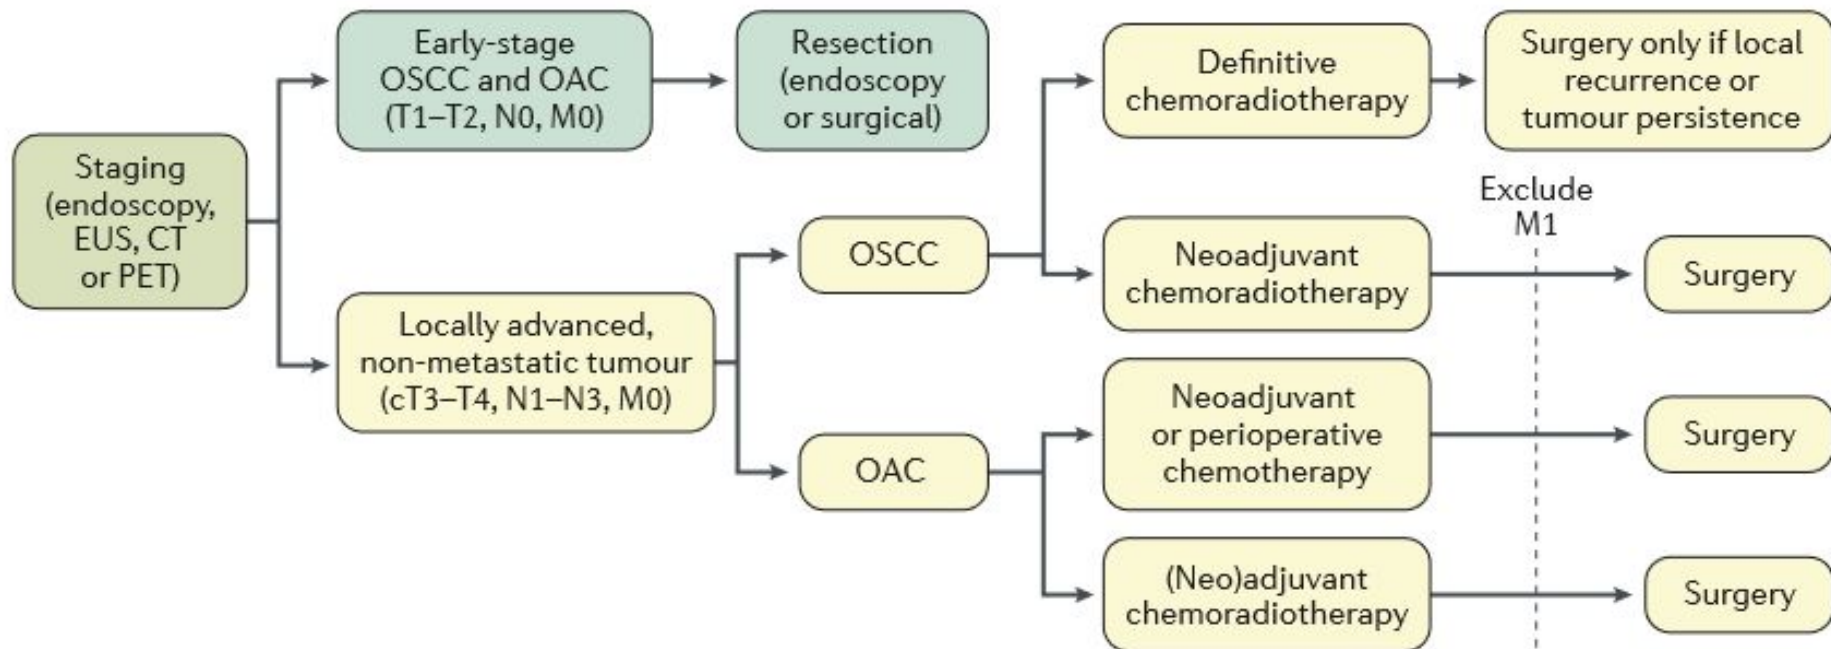 Staging
(endoscopy,
EUS, CT
or PET)
Early-stage
OSCC and OAC
(T1–T2, N0, M0)
Resection
(endoscopy
or surgical)
Locally advanced,
non-metastatic tumour
(cT3–T4, N1–N3, M0)
OSCC
OAC
Definitive
chemoradiotherapy
Surgery only if local
recurrence or
tumour persistence
Exclude
M1
Neoadjuvant
chemoradiotherapy
Surgery
Neoadjuvant
or perioperative
chemotherapy
Surgery
(Neo)adjuvant
chemoradiotherapy
Surgery